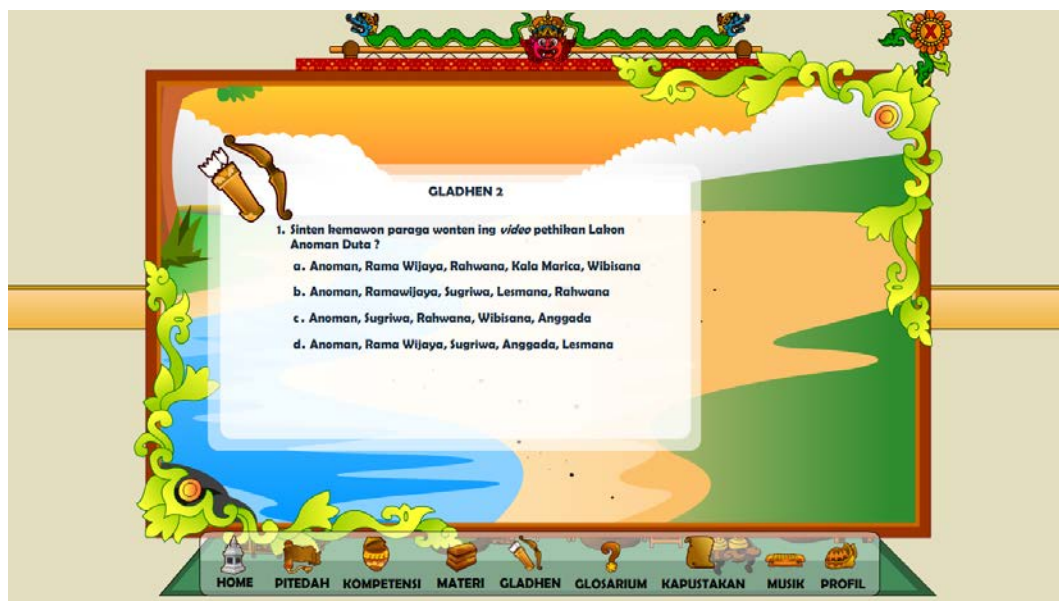 X
GLADHEN 2
1. Sinten kemawon paraga wonten ing video pethikan Lakon
Anoman Duta ?
a. Anoman, Rama Wijaya, Rahwana, Kala Marica, Wibisana
b. Anoman, Ramawijaya, Sugriwa, Lesmana, Rahwana
c. Anoman, Sugriwa, Rahwana, Wibisana, Anggada
d. Anoman, Rama Wijaya, Sugriwa, Anggada, Lesmana
HOME PITEDAH KOMPETENSI MATERI GLADHEN GLOSARIUM KAPUSTAKAN MUSIK PROFIL